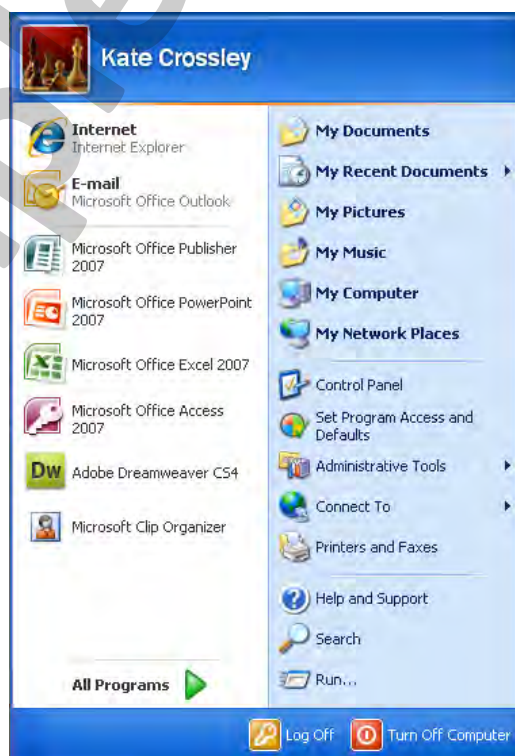 Kate Crossley
Internet
Internet Explorer
E-mail
Microsoft Office Outlook
Microsoft Office Publisher
2007
Microsoft Office PowerPoint
2007
Microsoft Office Excel 2007
Microsoft Office Access
2007
Dw Adobe Dreamweaver CS4
Microsoft Clip Organizer
All Programs
My Documents
My Recent Documents
My Pictures
My Music
My Computer
My Network Places
Control Panel
Set Program Access and
Defaults
Administrative Tools
Connect To
Printers and Faxes
Help and Support
Search
Run...
Log Off
Turn Off Computer